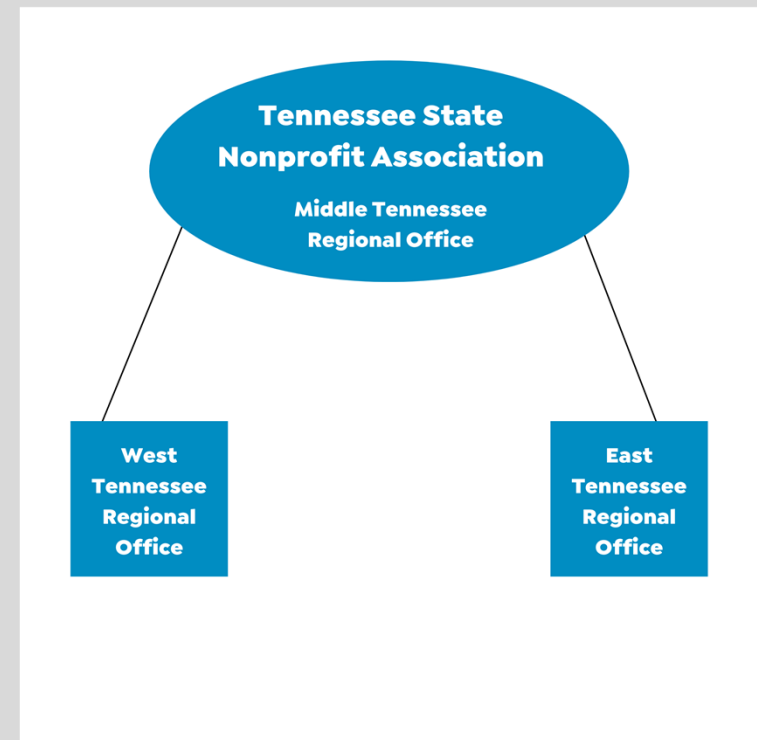 Tennessee State
Nonprofit Association
Middle Tennessee
Regional Office
West
Tennessee
Regional
Office
East
Tennessee
Regional
Office